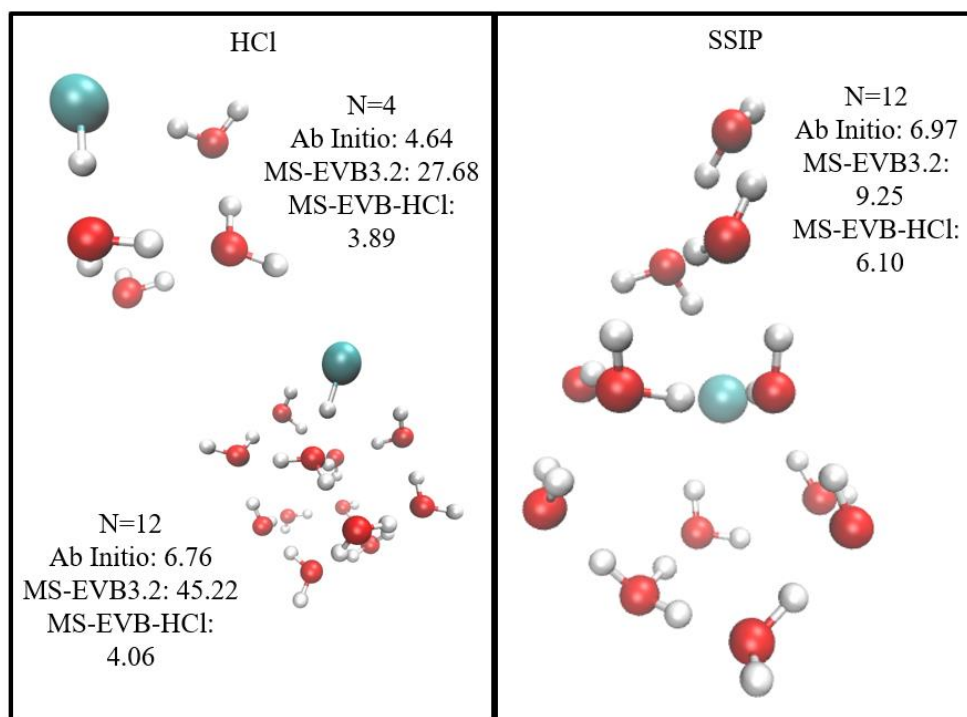 HCl
N=4
Ab Initio: 4.64
MS-EVB3.2: 27.68
MS-EVB-HCl:
3.89
N=12
Ab Initio: 6.76
MS-EVB3.2: 45.22
MS-EVB-HCl:
4.06
SSIP
N=12
Ab Initio: 6.97
MS-EVB3.2:
9.25
MS-EVB-HCl:
6.10